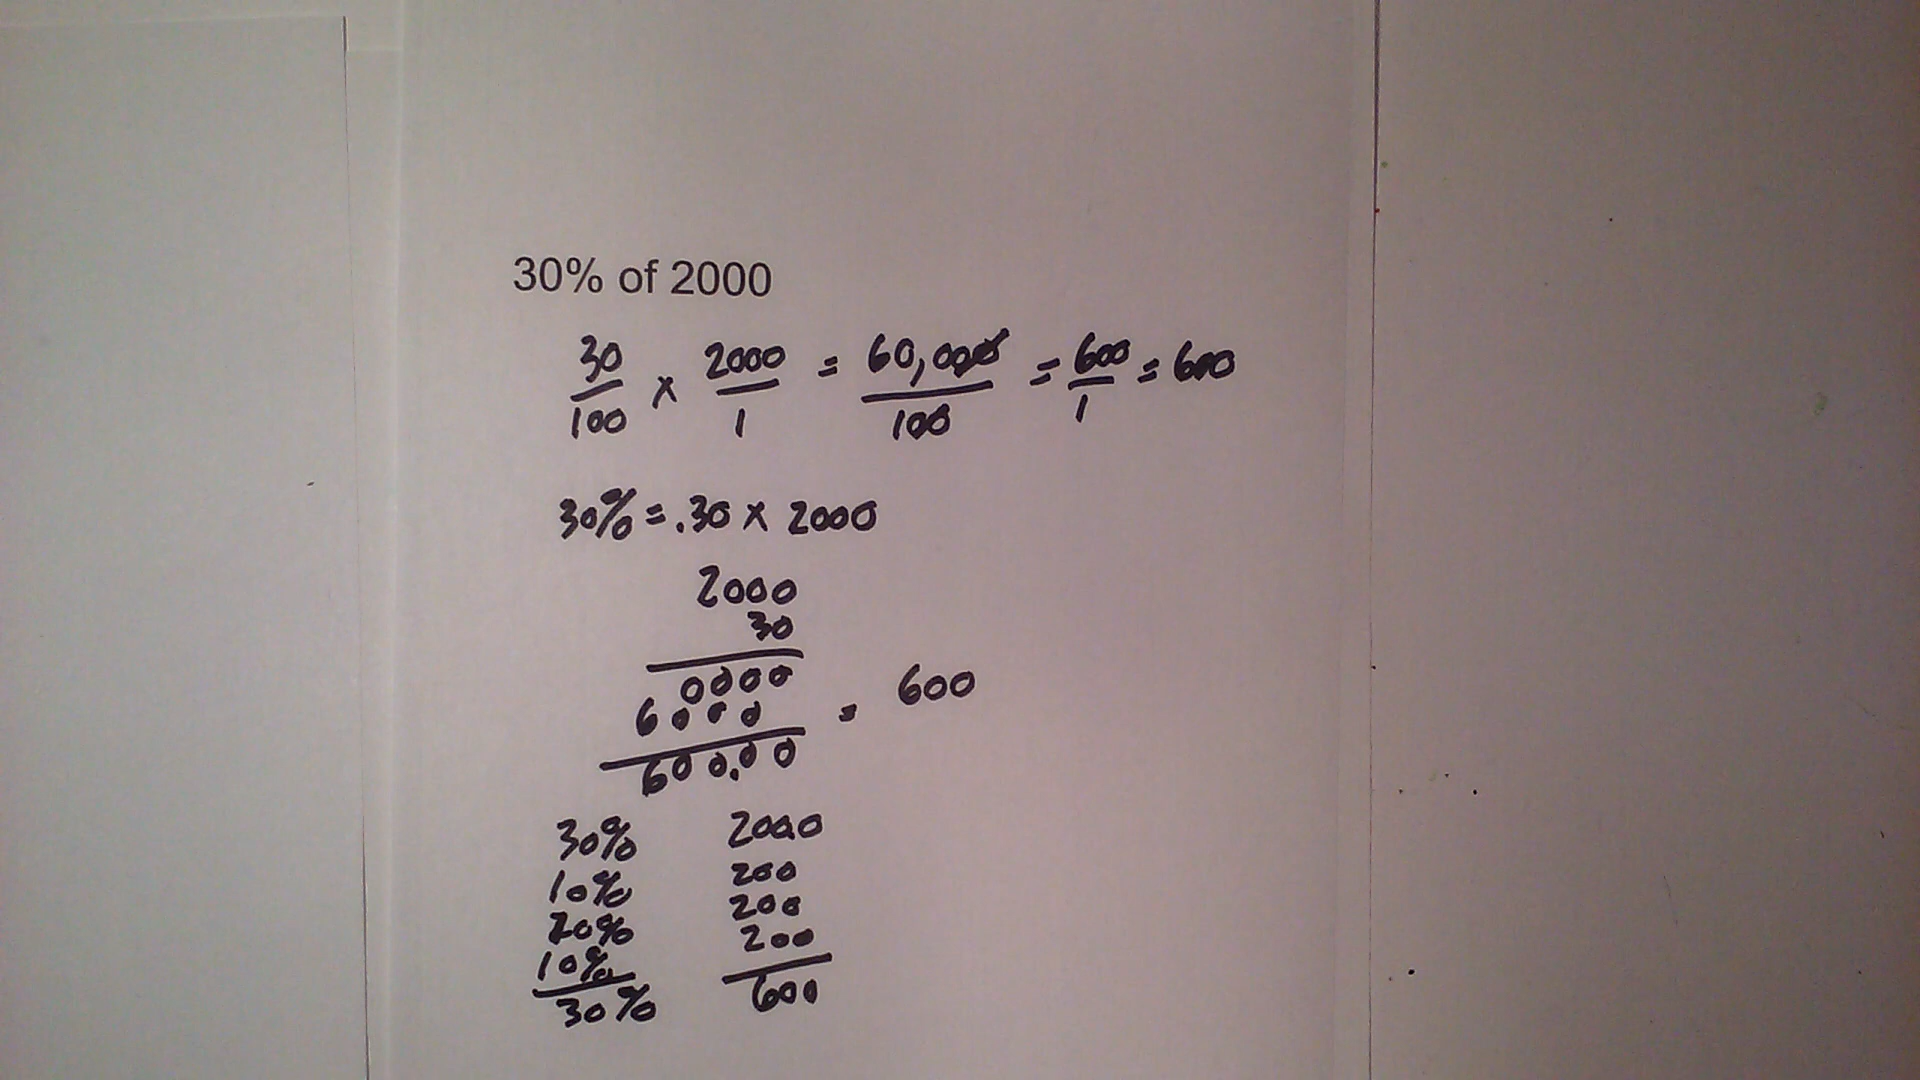 30% of 2000
30/100 x 2000/1 = 60,000/100 = 600/1 = 600
30% = .30 x 2000
2000
30
0000
6000 = 600
600.00
30% 2000
10% 200
20% 200
10% 200
30% 600